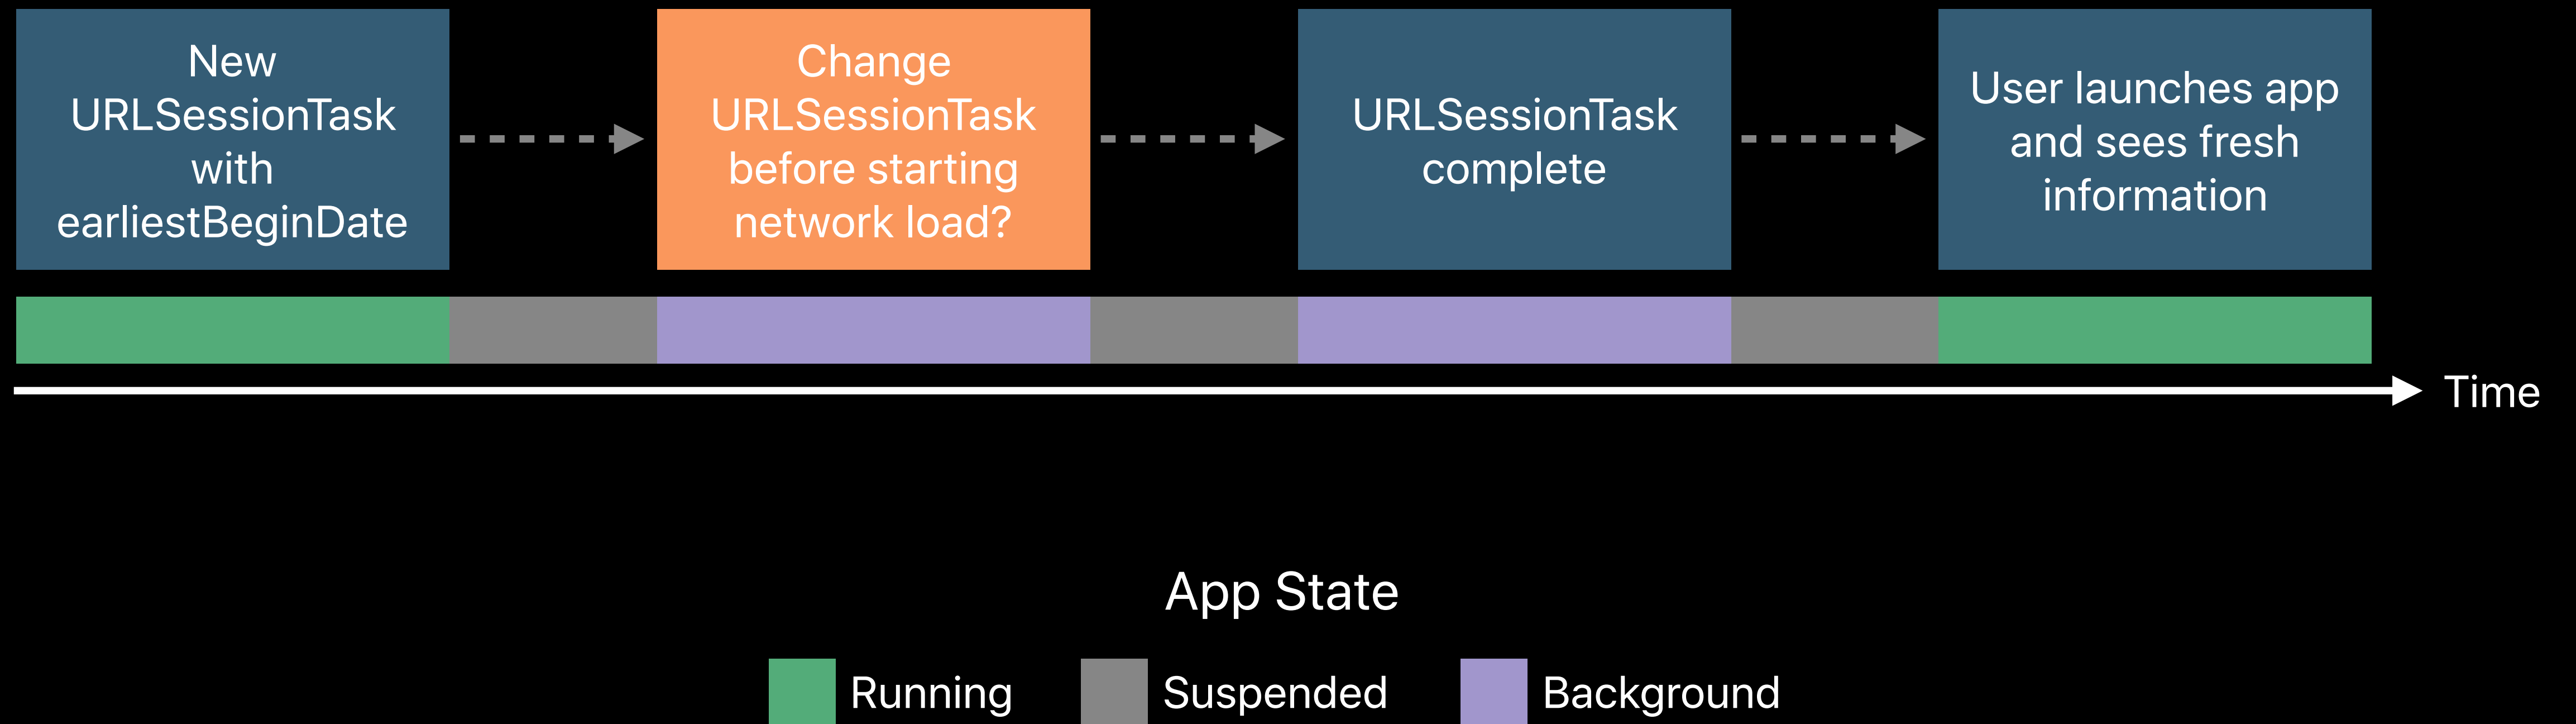 New
URLSessionTask
with
earliestBeginDate
Change
URLSessionTask
before starting
network load?
URLSessionTask
complete
User launches app
and sees fresh
information
Time
App State
Running
Suspended
Background